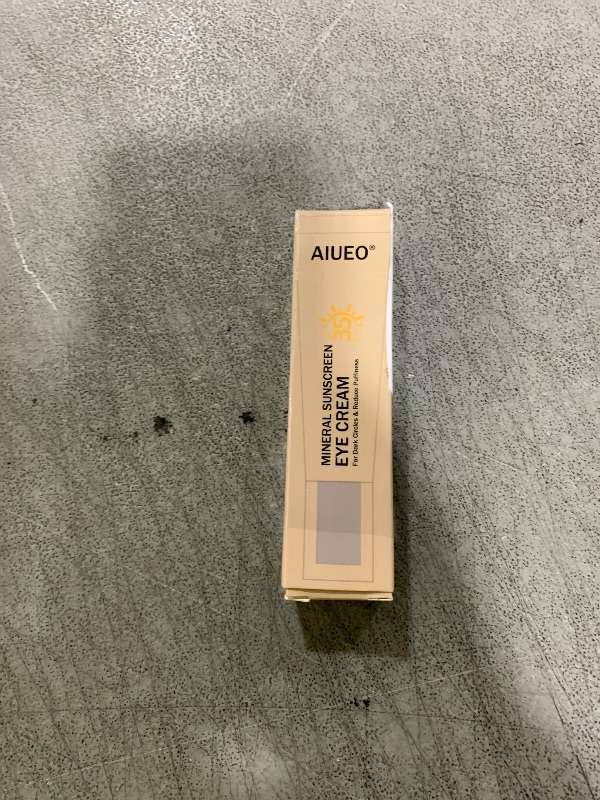 AIUEO®
35
MINERAL SUNSCREEN
EYE CREAM
For Dark Circles & Reduce Puffiness